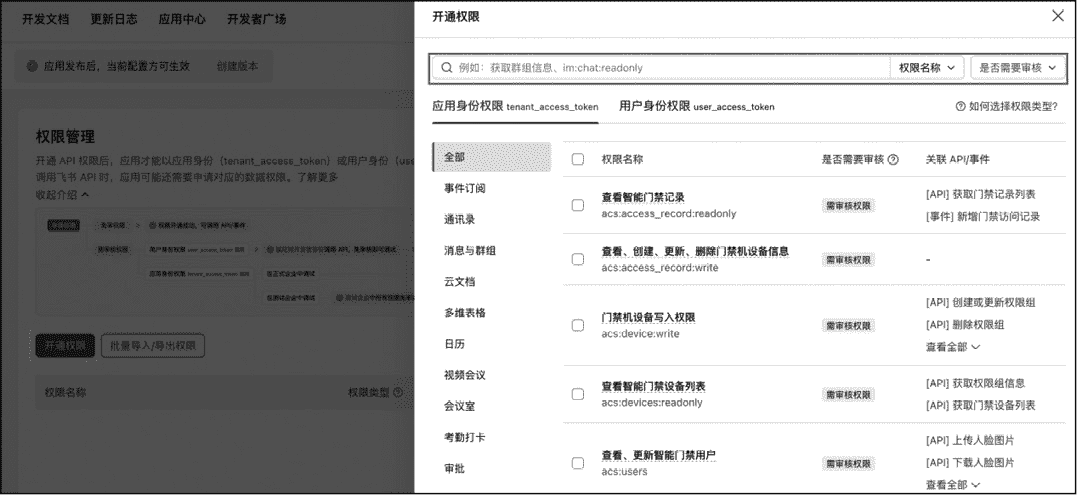 开发文档 更新日志 应用中心 开发者广场
应用发布后，当前配置方可生效 创建版本
权限管理
开通 API 权限后，应用才能以应用身份（tenant_access_token）或用户身份（use
调用飞书 API 时，应用可能还需要申请对应的数据权限。了解更多
收起介绍
开通权限 批量导入/导出权限
权限名称 权限类型
开通权限
例如：获取群组信息、im:chat:readonly 权限名称 是否需要审核
应用身份权限 tenant_access_token 用户身份权限 user_access_token 如何选择权限类型?
全部
事件订阅
通讯录
消息与群组
云文档
多维表格
日历
视频会议
会议室
考勤打卡
审批
权限名称 是否需要审核 关联 API/事件
查看智能门禁记录
acs:access_record:readonly
需审核权限
[API] 获取门禁记录列表
[事件] 新增门禁访问记录
查看、创建、更新、删除门禁机设备信息
acs:access_record:write
需审核权限
-
门禁机设备写入权限
acs:device:write
需审核权限
[API] 创建或更新权限组
[API] 删除权限组
查看全部
查看智能门禁设备列表
acs:devices:readonly
需审核权限
[API] 获取权限组信息
[API] 获取门禁设备列表
查看、更新智能门禁用户
acs:users
需审核权限
[API] 上传人脸图片
[API] 下载人脸图片
查看全部